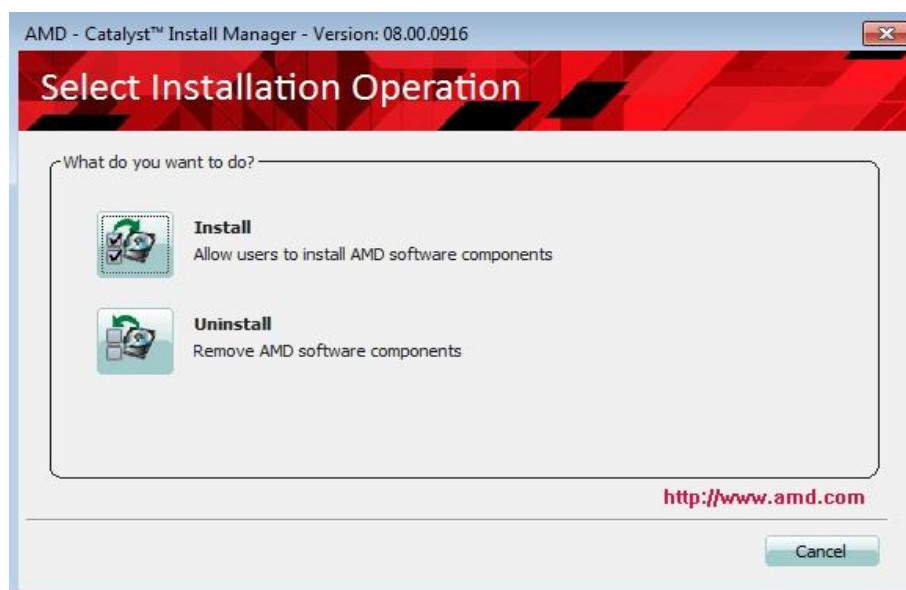 AMD - Catalyst™ Install Manager - Version: 08.00.0916
Select Installation Operation
What do you want to do?
Install
Allow users to install AMD software components
Uninstall
Remove AMD software components
http://www.amd.com
Cancel